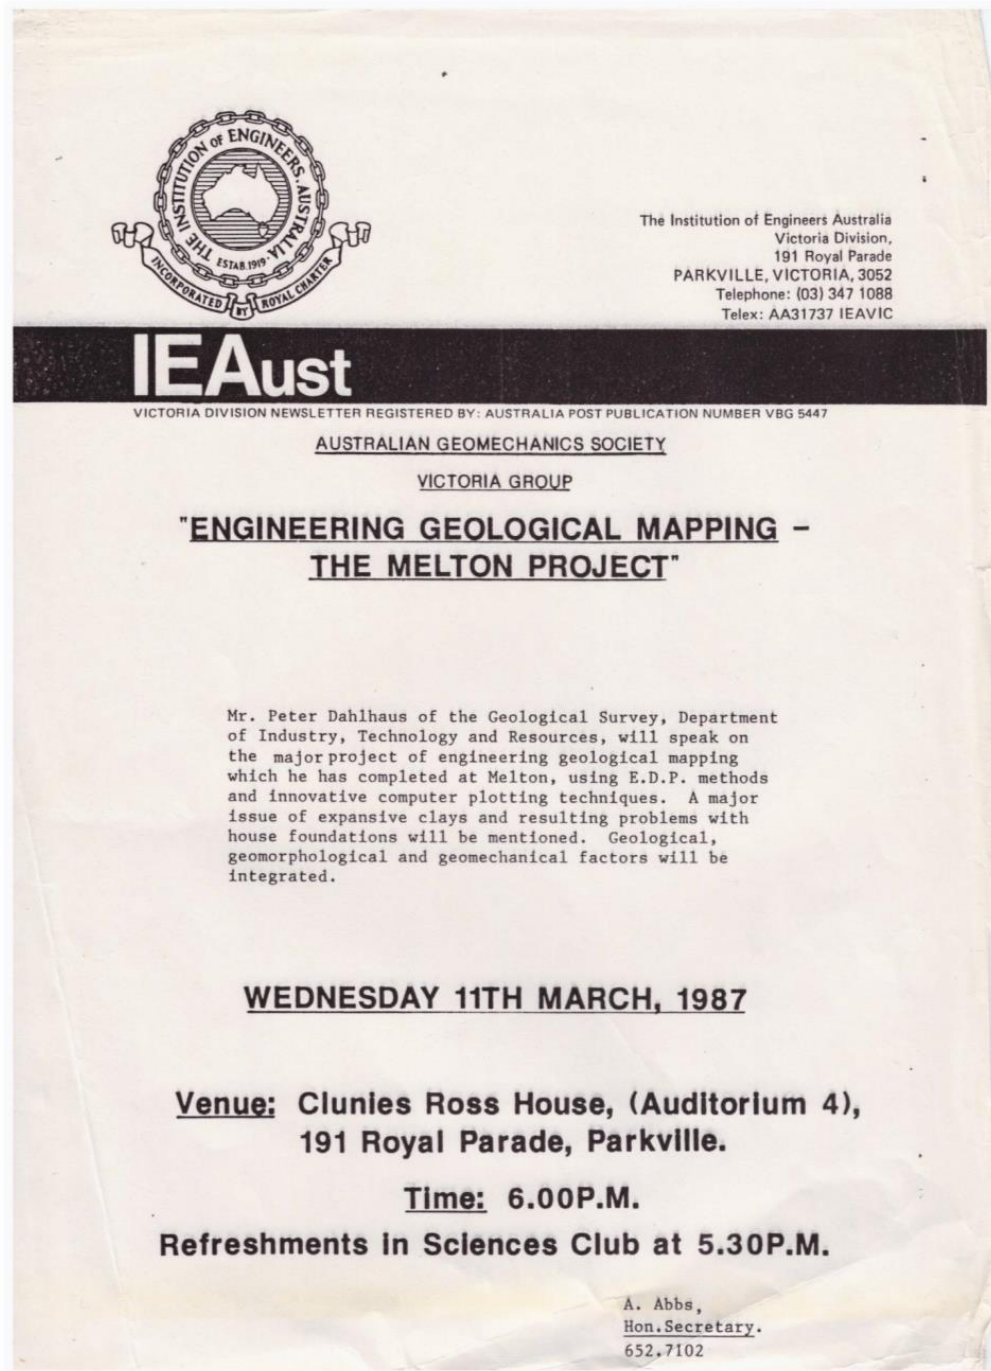 THE INSTITUTION OF ENGINEERS, AUSTRALIA
ESTAB. 1919
INCORPORATED BY ROYAL CHARTER
The Institution of Engineers Australia
Victoria Division,
191 Royal Parade
PARKVILLE, VICTORIA, 3052
Telephone: (03) 347 1088
Telex: AA31737 IEAVIC
IEAust
VICTORIA DIVISION NEWSLETTER REGISTERED BY: AUSTRALIA POST PUBLICATION NUMBER VBG 5447
AUSTRALIAN GEOMECHANICS SOCIETY
VICTORIA GROUP
"ENGINEERING GEOLOGICAL MAPPING –
THE MELTON PROJECT"
Mr. Peter Dahlhaus of the Geological Survey, Department
of Industry, Technology and Resources, will speak on
the major project of engineering geological mapping
which he has completed at Melton, using E.D.P. methods
and innovative computer plotting techniques. A major
issue of expansive clays and resulting problems with
house foundations will be mentioned. Geological,
geomorphological and geomechanical factors will be
integrated.
WEDNESDAY 11TH MARCH, 1987
Venue: Clunies Ross House, (Auditorium 4),
191 Royal Parade, Parkville.
Time: 6.00P.M.
Refreshments in Sciences Club at 5.30P.M.
A. Abbs,
Hon.Secretary.
652.7102